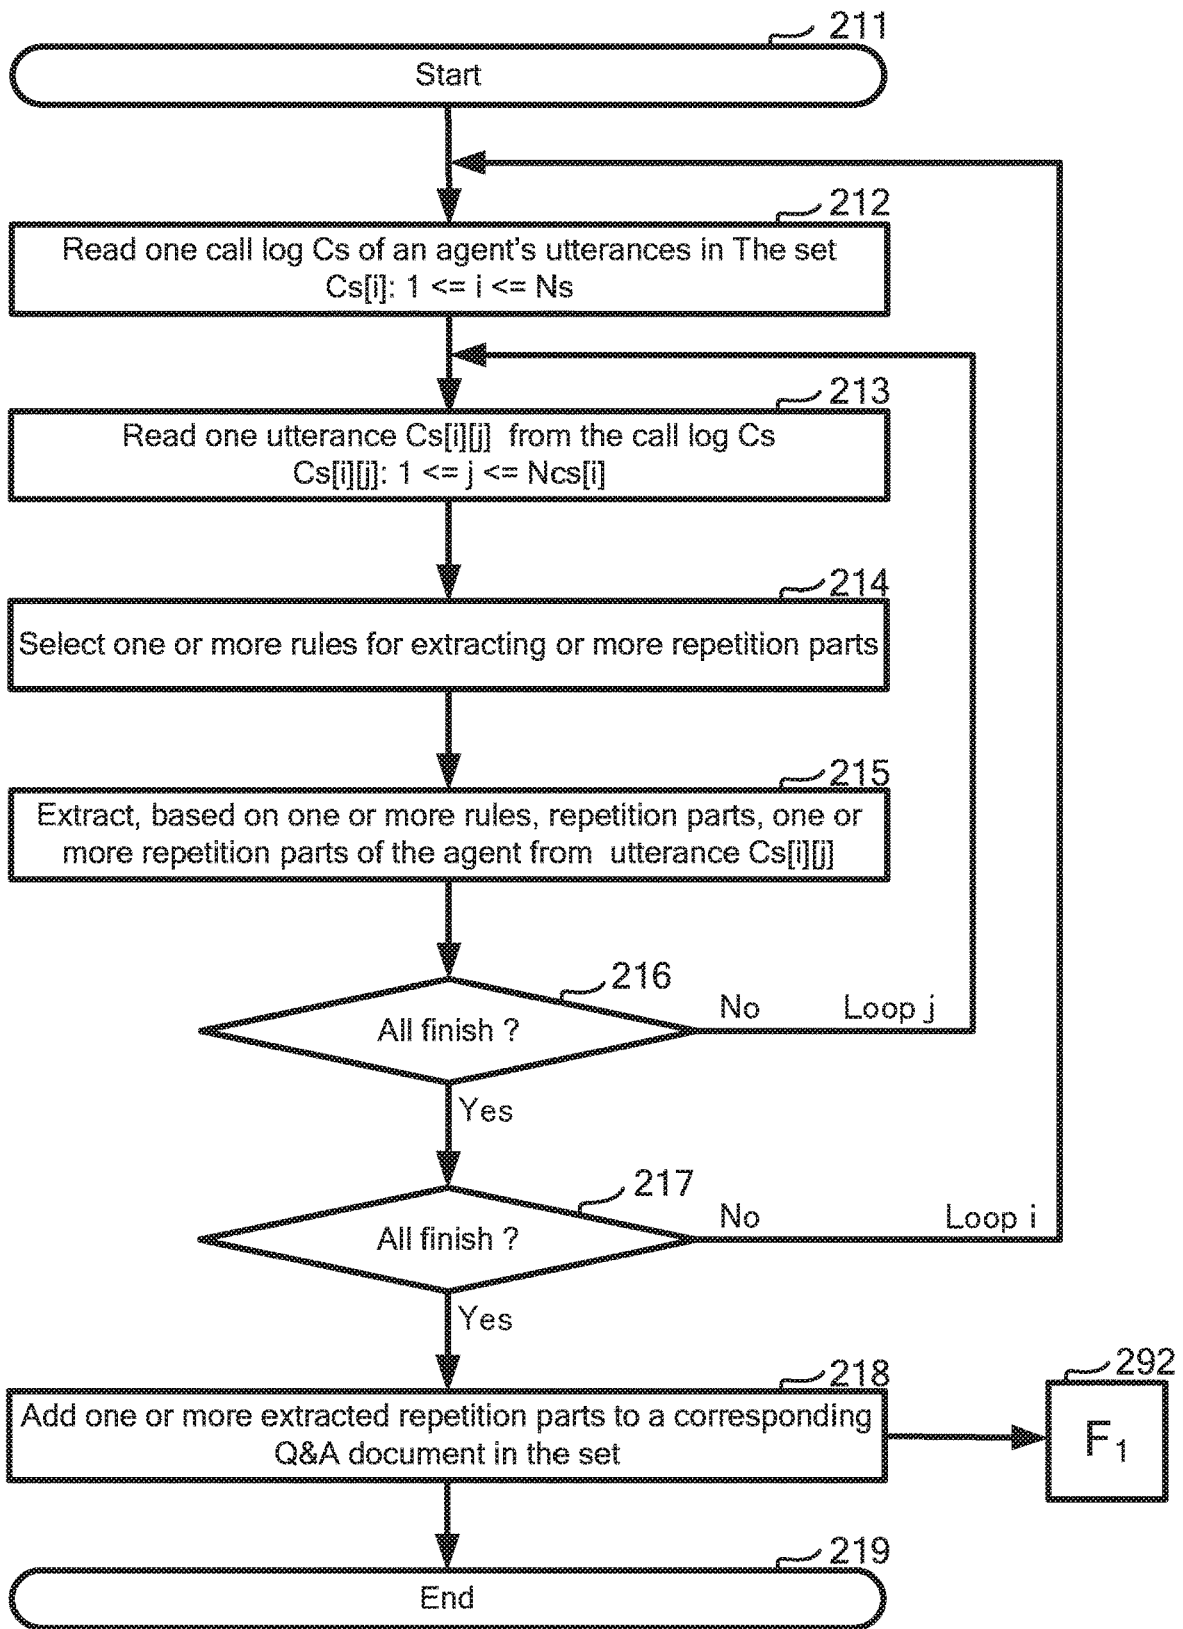 211
Start
212
Read one call log Cs of an agent's utterances in The set
Cs[i]: 1 <= i <= Ns
213
Read one utterance Cs[i][j] from the call log Cs
Cs[i][j]: 1 <= j <= Ncs[i]
214
Select one or more rules for extracting or more repetition parts
215
Extract, based on one or more rules, repetition parts, one or
more repetition parts of the agent from utterance Cs[i][j]
216
All finish ?
No Loop j
Yes
217
All finish ?
No Loop i
Yes
218
Add one or more extracted repetition parts to a corresponding
Q&A document in the set
292
F1
219
End